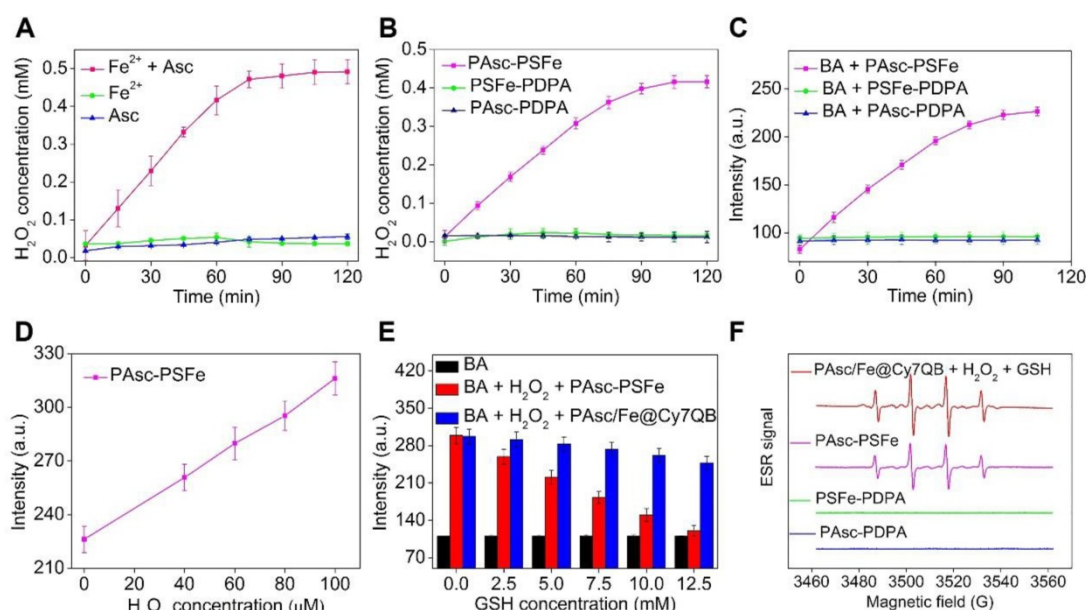 A
Fe²⁺ + Asc
Fe²⁺
Asc
H₂O₂ concentration (mM)
0.5
0.4
0.3
0.2
0.1
0.0
0
30
60
90
120
Time (min)
B
PAsc-PSFe
PSFe-PDPA
PAsc-PDPA
H₂O₂ concentration (mM)
0.5
0.4
0.3
0.2
0.1
0.0
0
30
60
90
120
Time (min)
C
BA + PAsc-PSFe
BA + PSFe-PDPA
BA + PAsc-PDPA
Intensity (a.u.)
250
200
150
100
50
0
30
60
90
120
Time (min)
D
PAsc-PSFe
Intensity (a.u.)
330
300
270
240
210
0
20
40
60
80
100
H₂O₂ concentration (μM)
E
BA
BA + H₂O₂ + PAsc-PSFe
BA + H₂O₂ + PAsc/Fe@Cy7QB
Intensity (a.u.)
420
350
280
210
140
70
0.0
2.5
5.0
7.5
10.0
12.5
GSH concentration (mM)
F
PAsc/Fe@Cy7QB + H₂O₂ + GSH
PAsc-PSFe
PSFe-PDPA
PAsc-PDPA
ESR signal
3460
3480
3500
3520
3540
3560
Magnetic field (G)